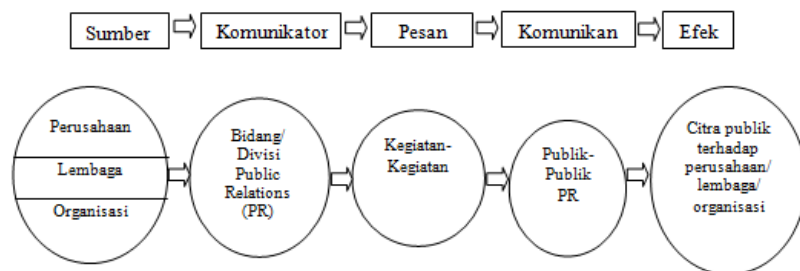 Sumber
Komunikator
Pesan
Komunikan
Efek
Perusahaan
Lembaga
Organisasi
Bidang/
Divisi
Public
Relations
(PR)
Kegiatan-
Kegiatan
Publik-
Publik
PR
Citra publik
terhadap
perusahaan/
lembaga/
organisasi